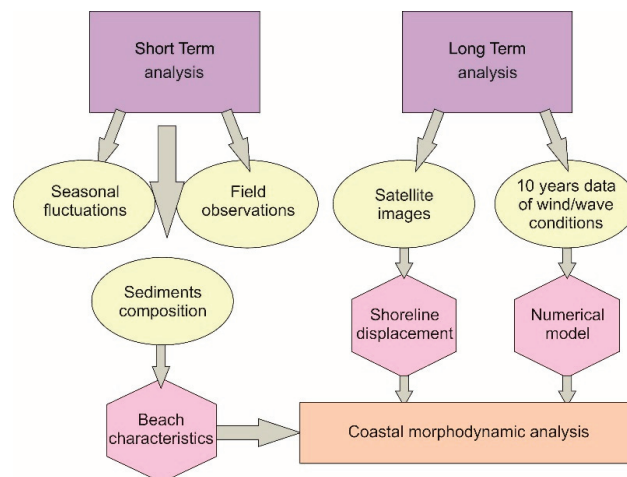 Short Term
analysis
Long Term
analysis
Seasonal
fluctuations
Field
observations
Satellite
images
10 years data
of wind/wave
conditions
Sediments
composition
Shoreline
displacement
Numerical
model
Beach
characteristics
Coastal morphodynamic analysis